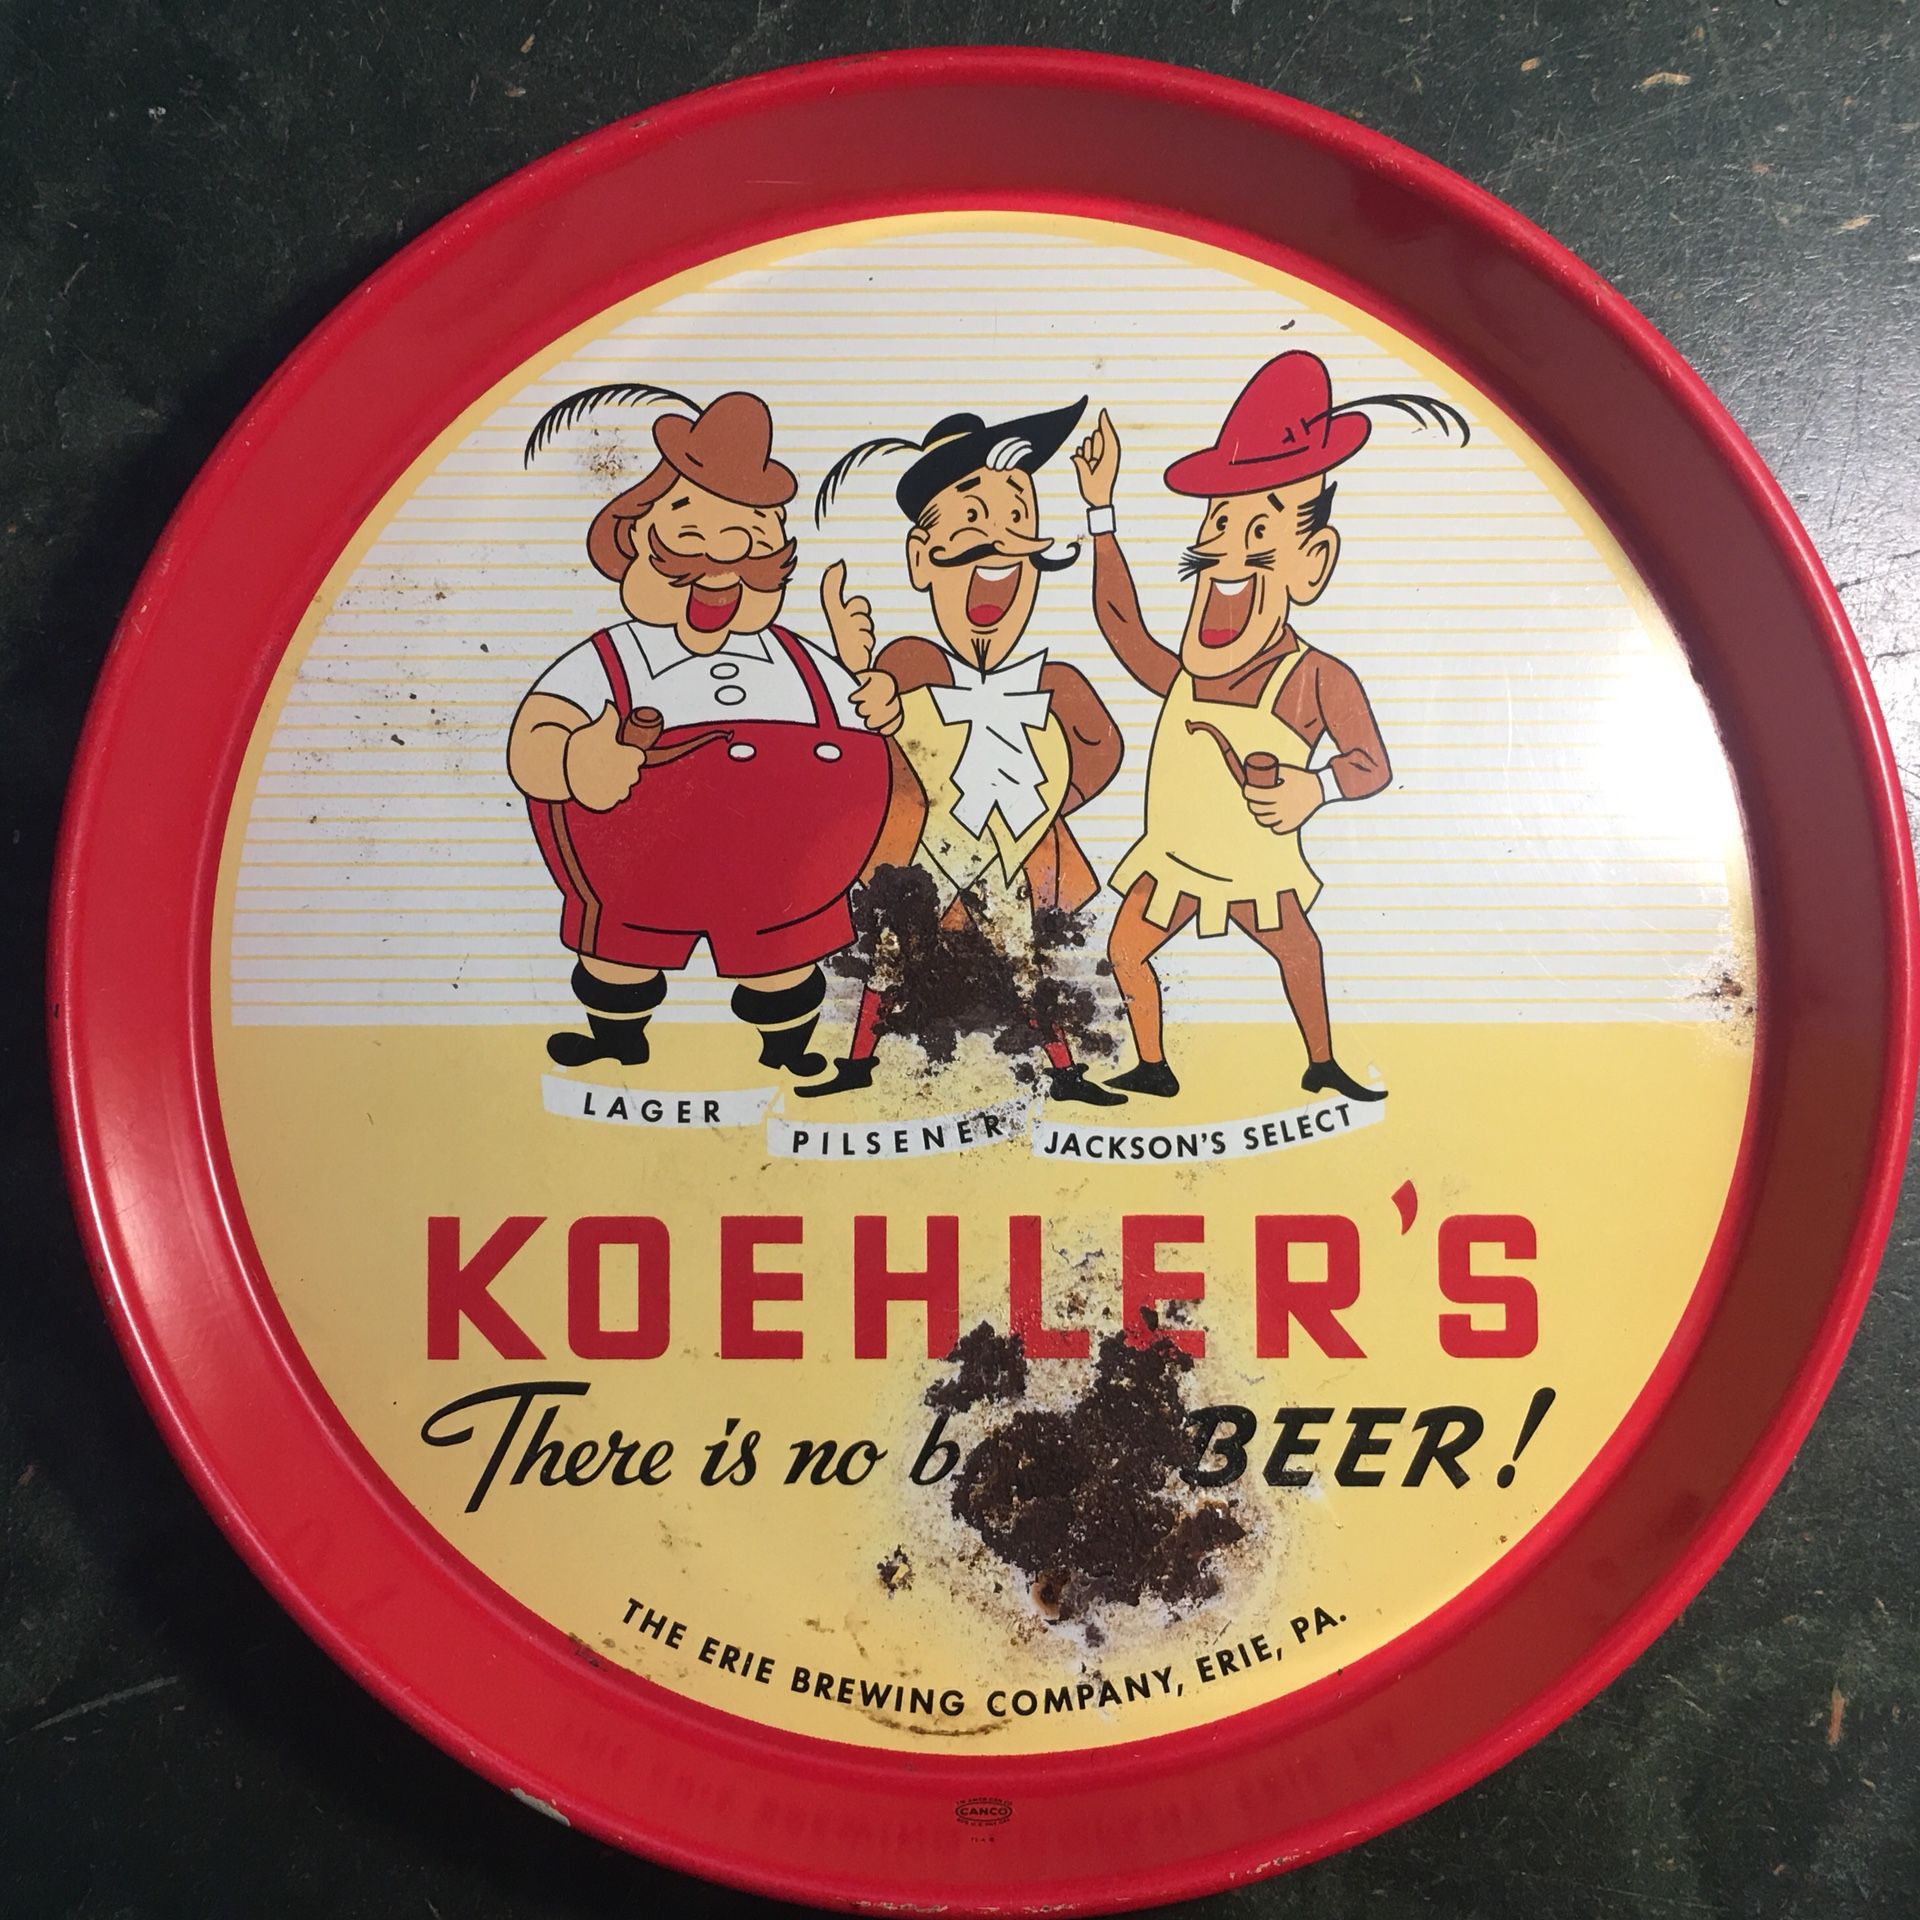 LAGER
PILSENER
JACKSON'S SELECT
KOEHLER'S
There is no b BEER!
THE ERIE BREWING COMPANY, ERIE, PA.
CANCO